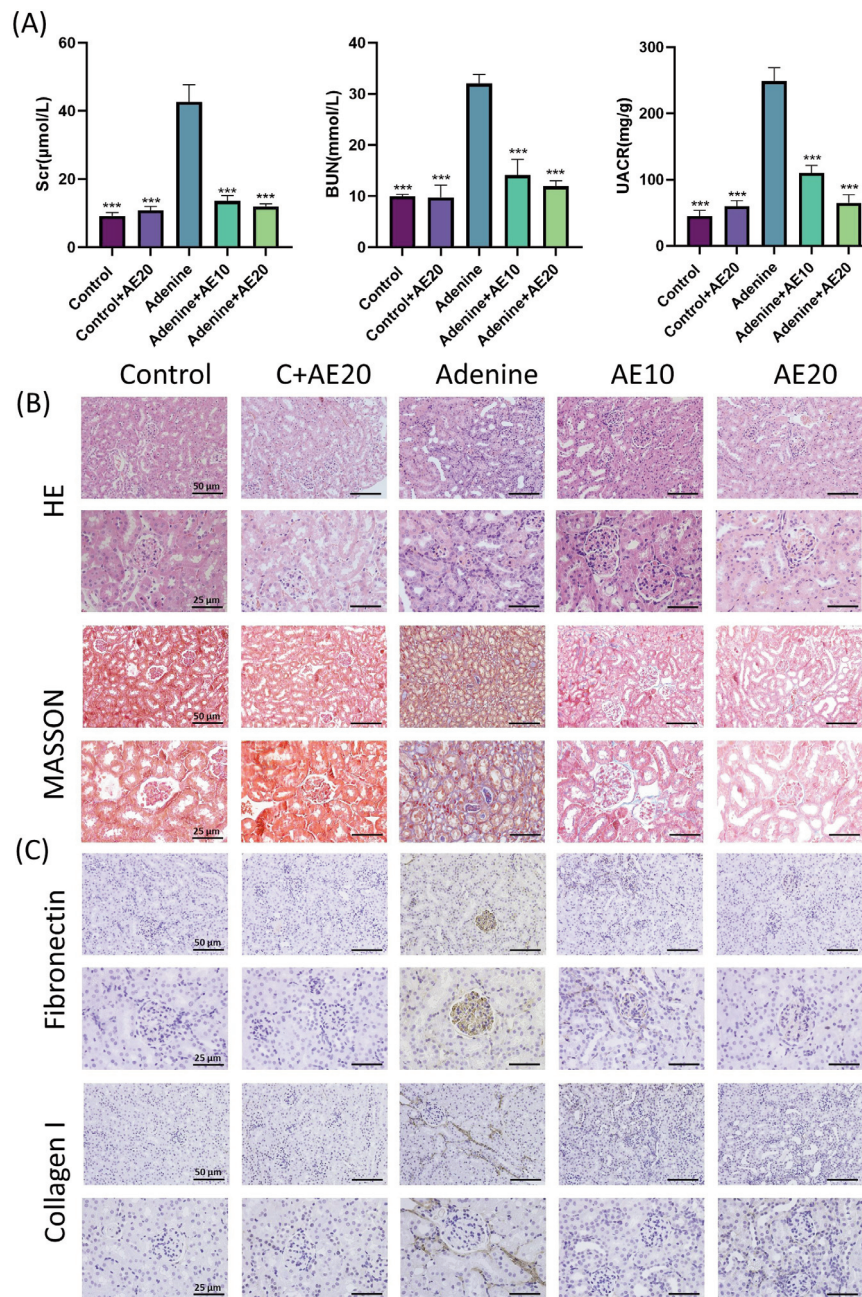 (A)
Scr(μmol/L)
60
40
20
0
***
***
***
***
Control
Control+AE20
Adenine
Adenine+AE10
Adenine+AE20
BUN(mmol/L)
40
30
20
10
0
***
***
***
***
Control
Control+AE20
Adenine
Adenine+AE10
Adenine+AE20
UACR(mg/g)
300
200
100
0
***
***
***
***
Control
Control+AE20
Adenine
Adenine+AE10
Adenine+AE20
Control C+AE20 Adenine AE10 AE20
(B)
HE
50 μm
25 μm
MASSON
50 μm
25 μm
(C)
Fibronectin
50 μm
25 μm
Collagen I
50 μm
25 μm